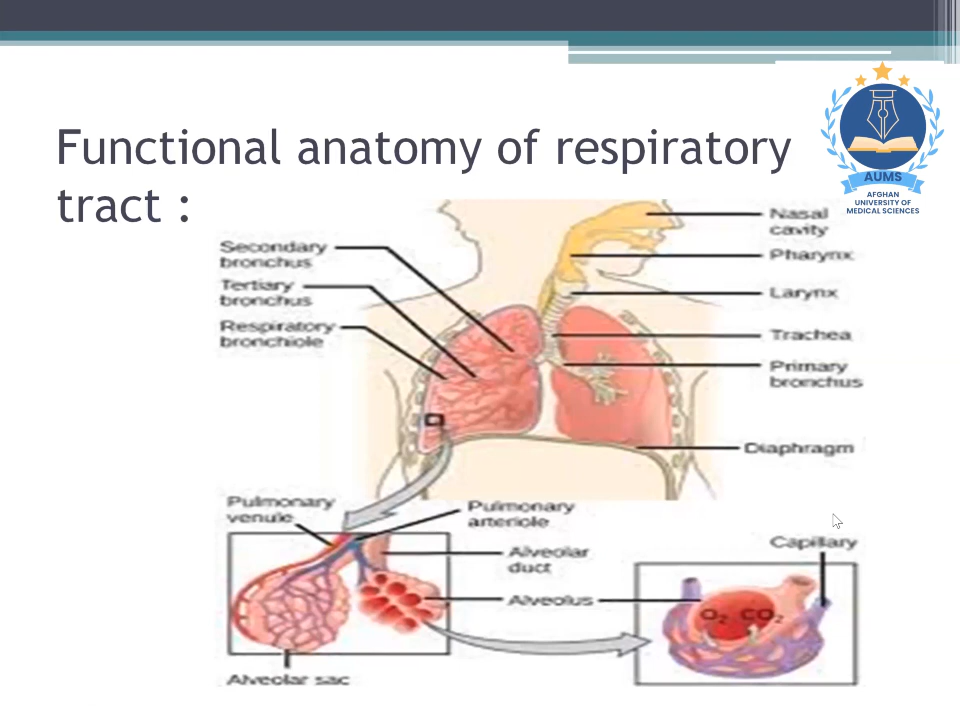 Functional anatomy of respiratory
tract :
AUMS
AFGHAN
UNIVERSITY OF
MEDICAL SCIENCES
Nasal
cavity
Pharynx
Larynx
Trachea
Primary
bronchus
Diaphragm
Secondary
bronchus
Tertiary
bronchus
Respiratory
bronchiole
Pulmonary
venule
Pulmonary
arteriole
Alveolar
duct
Alveolus
Alveolar sac
Capillary
O₂ CO₂